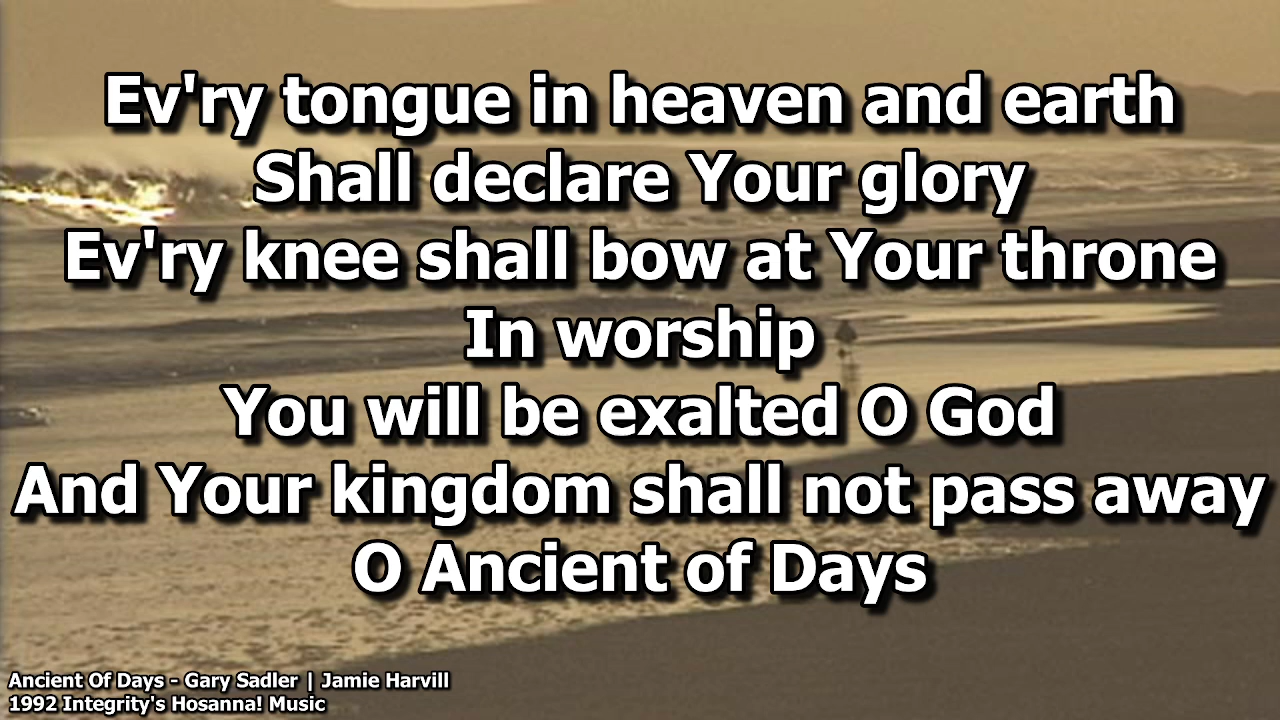 Ev'ry tongue in heaven and earth
Shall declare Your glory
Ev'ry knee shall bow at Your throne
In worship
You will be exalted O God
And Your kingdom shall not pass away
O Ancient of Days
Ancient Of Days - Gary Sadler | Jamie Harvill
1992 Integrity's Hosanna! Music